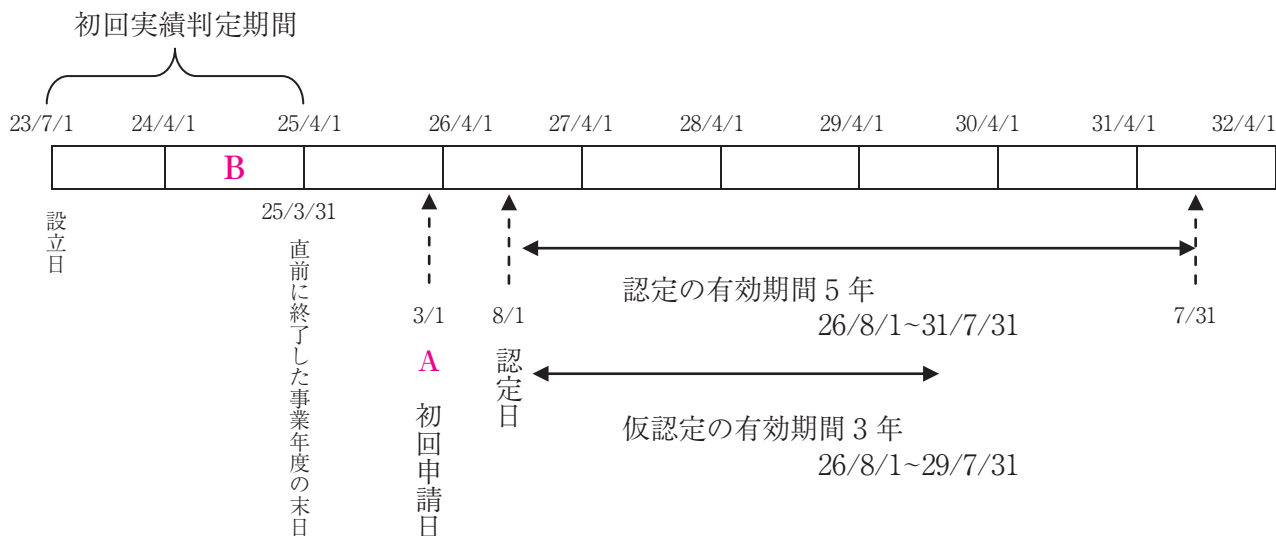 初回実績判定期間
23/7/1 24/4/1 25/4/1 26/4/1 27/4/1 28/4/1 29/4/1 30/4/1 31/4/1 32/4/1
B
設立日
25/3/31
直前に終了した事業年度の末日
3/1
A
初回申請日
8/1
認定日
認定の有効期間 5 年
26/8/1~31/7/31
7/31
仮認定の有効期間 3 年
26/8/1~29/7/31